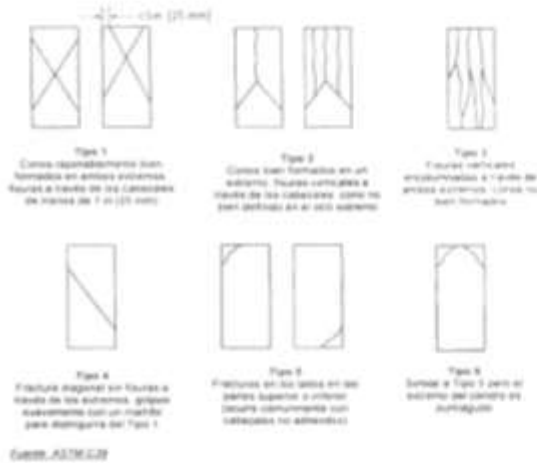 < 1 in [25 mm]
Tipo 1
Conos razonablemente bien
formados en ambos extremos
fisuras a través de los cabezales
de menos de 1 in (25 mm)
Tipo 2
Conos bien formados en un
extremo, fisuras verticales a
través de los cabezales, cono no
bien definido en el otro extremo
Tipo 3
Fisuras verticales
encolumnadas a través de
ambos extremos, conos no
bien formados
Tipo 4
Fractura diagonal sin fisuras a
través de los extremos, golpee
suavemente con un martillo
para distinguirla del Tipo 1
Tipo 5
Fracturas en los lados en las
partes superior o inferior
(ocurre comúnmente con
cabezales no adheridos)
Tipo 6
Similar a Tipo 5 pero el
extremo del cilindro es
puntiagudo
Fuente: ASTM C39